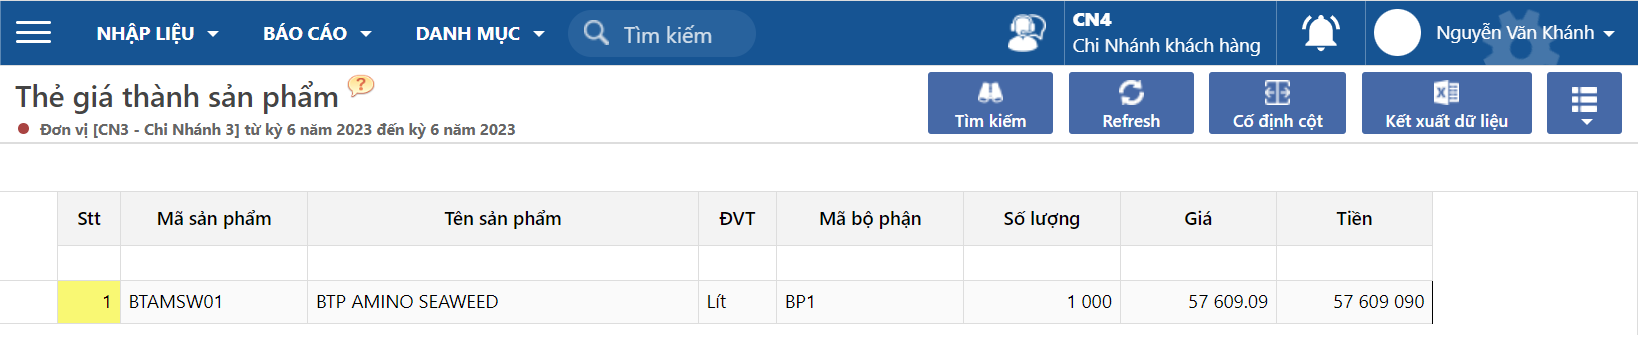 NHẬP LIỆU BÁO CÁO DANH MỤC Tìm kiếm CN4 Nguyễn Văn Khánh
Chi Nhánh khách hàng
Thẻ giá thành sản phẩm ?
Đơn vị [CN3 - Chi Nhánh 3] từ kỳ 6 năm 2023 đến kỳ 6 năm 2023
Tìm kiếm Refresh Cố định cột Kết xuất dữ liệu
Stt Mã sản phẩm Tên sản phẩm ĐVT Mã bộ phận Số lượng Giá Tiền
1 BTAMSW01 BTP AMINO SEAWEED Lít BP1 1 000 57 609.09 57 609 090